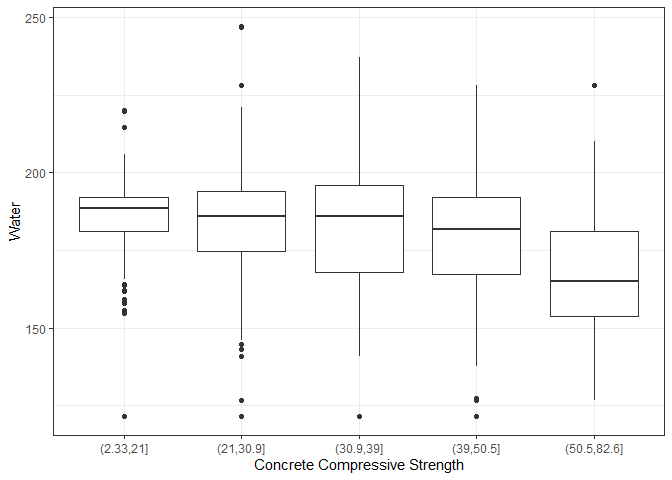 250
200
150
Water
(2.33,21] (21,30.9] (30.9,39] (39,50.5] (50.5,82.6]
Concrete Compressive Strength